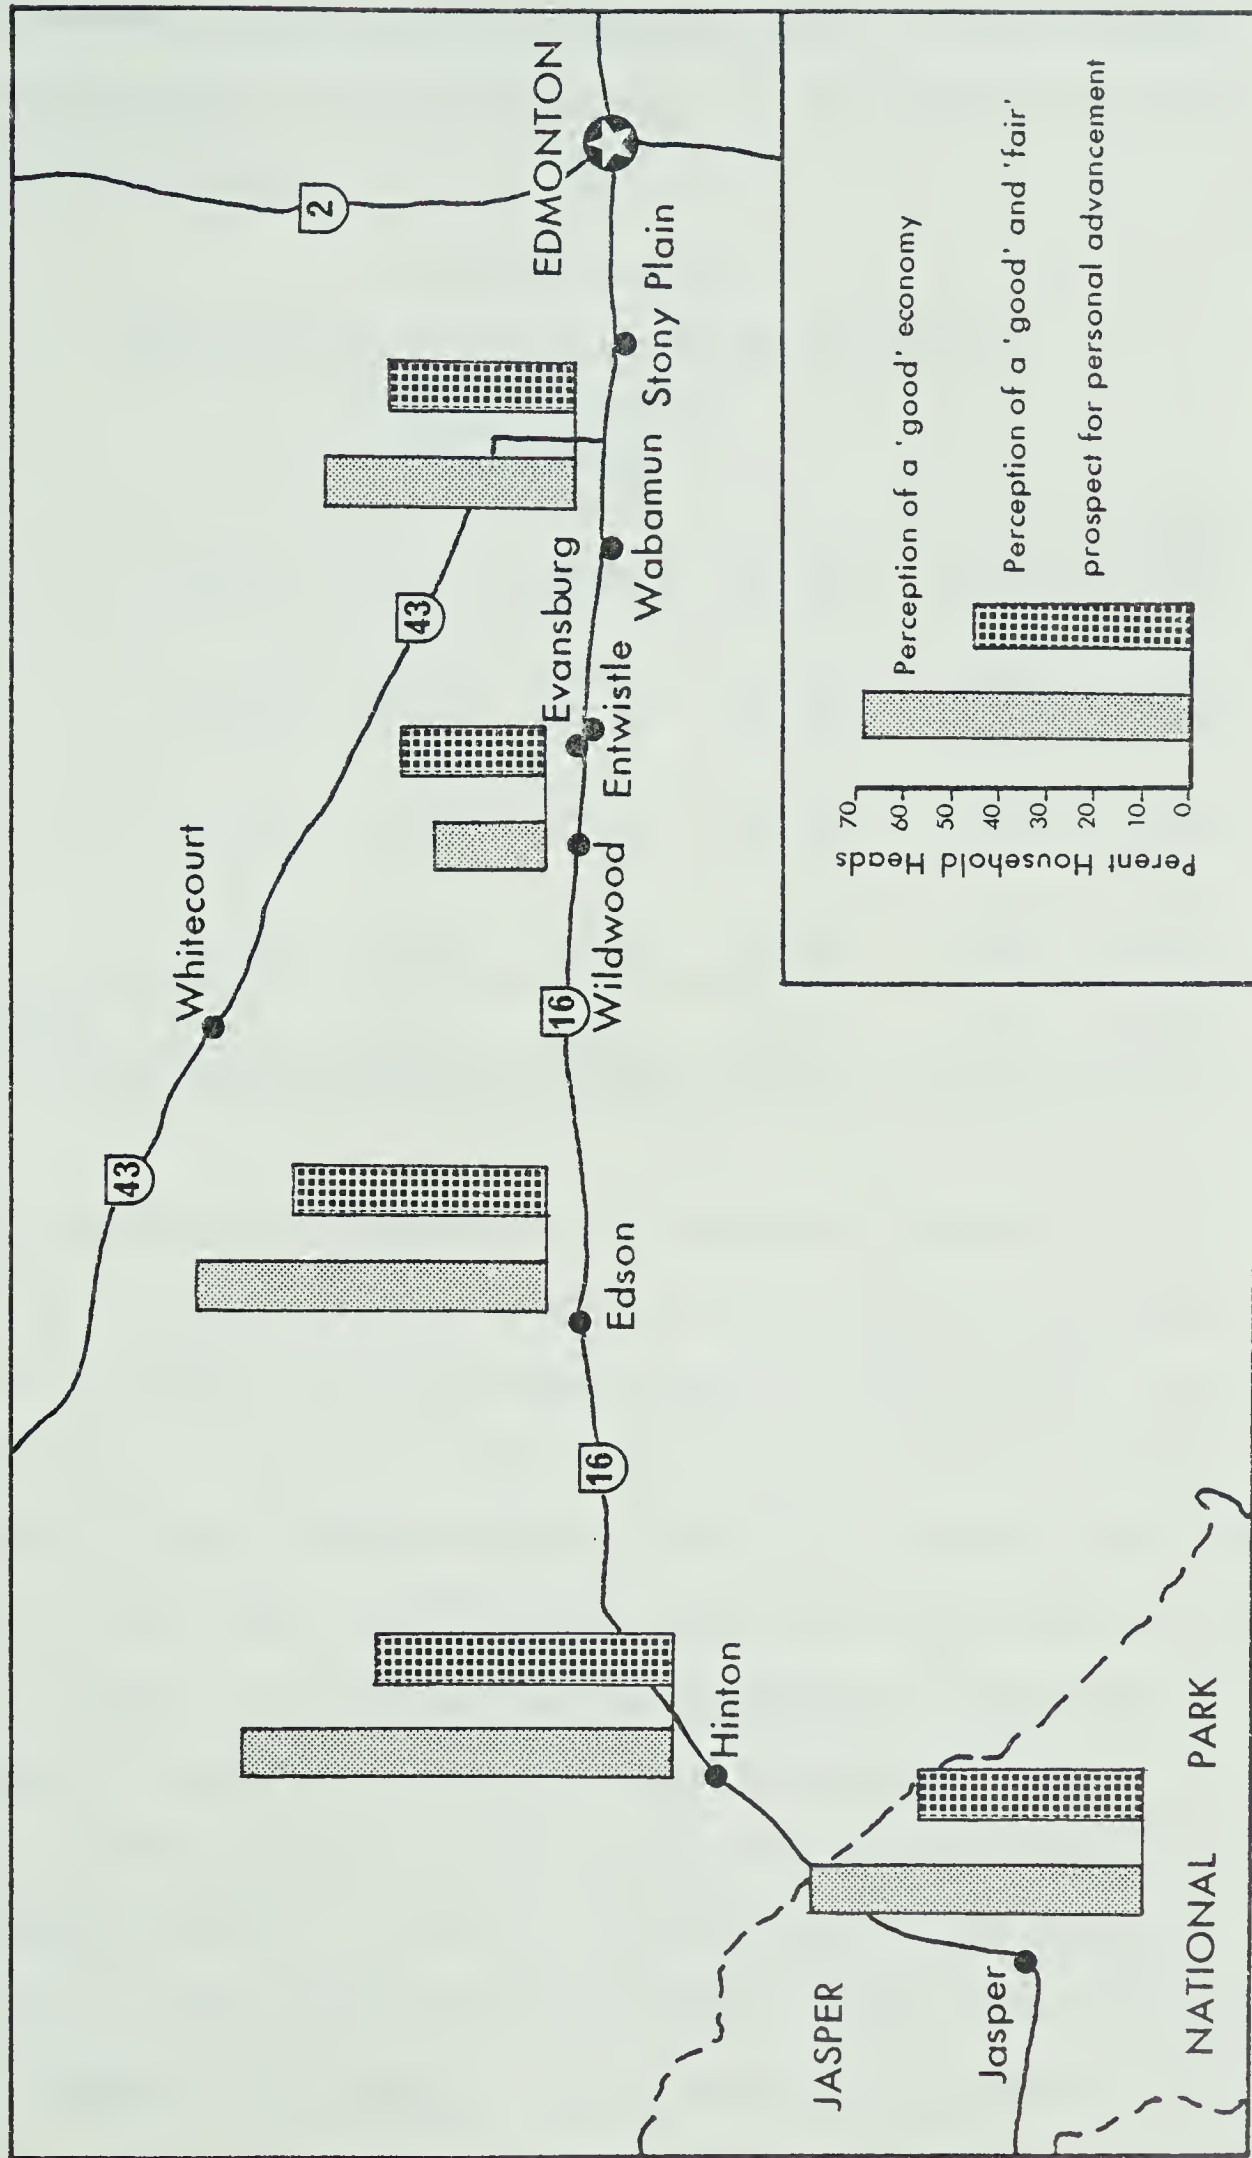 2
EDMONTON
43
Whitecourt
43
Evansburg
Stony Plain
Wabamun
Entwistle
16
Wildwood
Edson
16
Hinton
JASPER
Jasper
NATIONAL PARK
Perception of a 'good' economy
Perception of a 'good' and 'fair'
prospect for personal advancement
Perent Household Heads
70
60
50
40
30
20
10
0